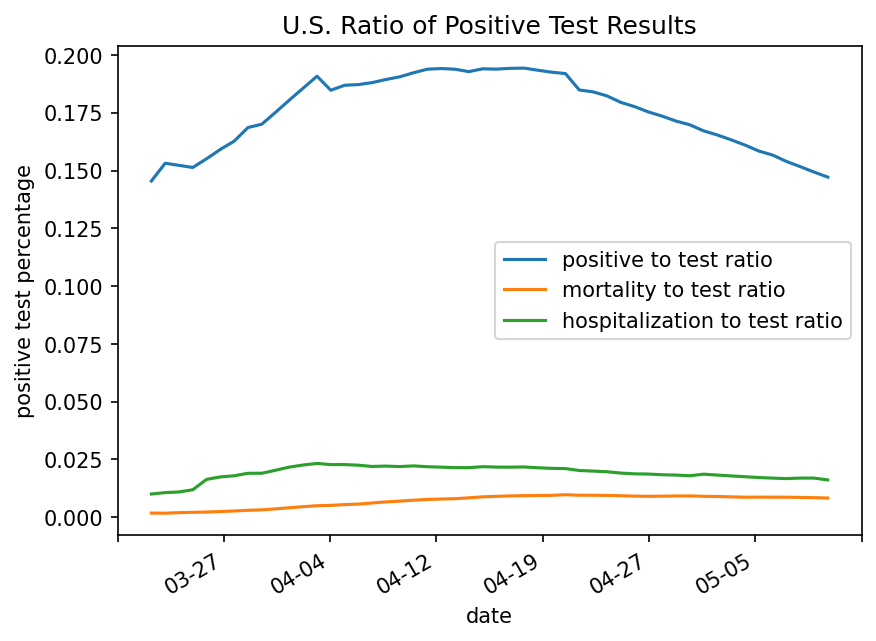 U.S. Ratio of Positive Test Results
0.200
0.175
0.150
0.125
0.100
0.075
0.050
0.025
0.000
positive test percentage
positive to test ratio
mortality to test ratio
hospitalization to test ratio
03-27
04-04
04-12
04-19
04-27
05-05
date